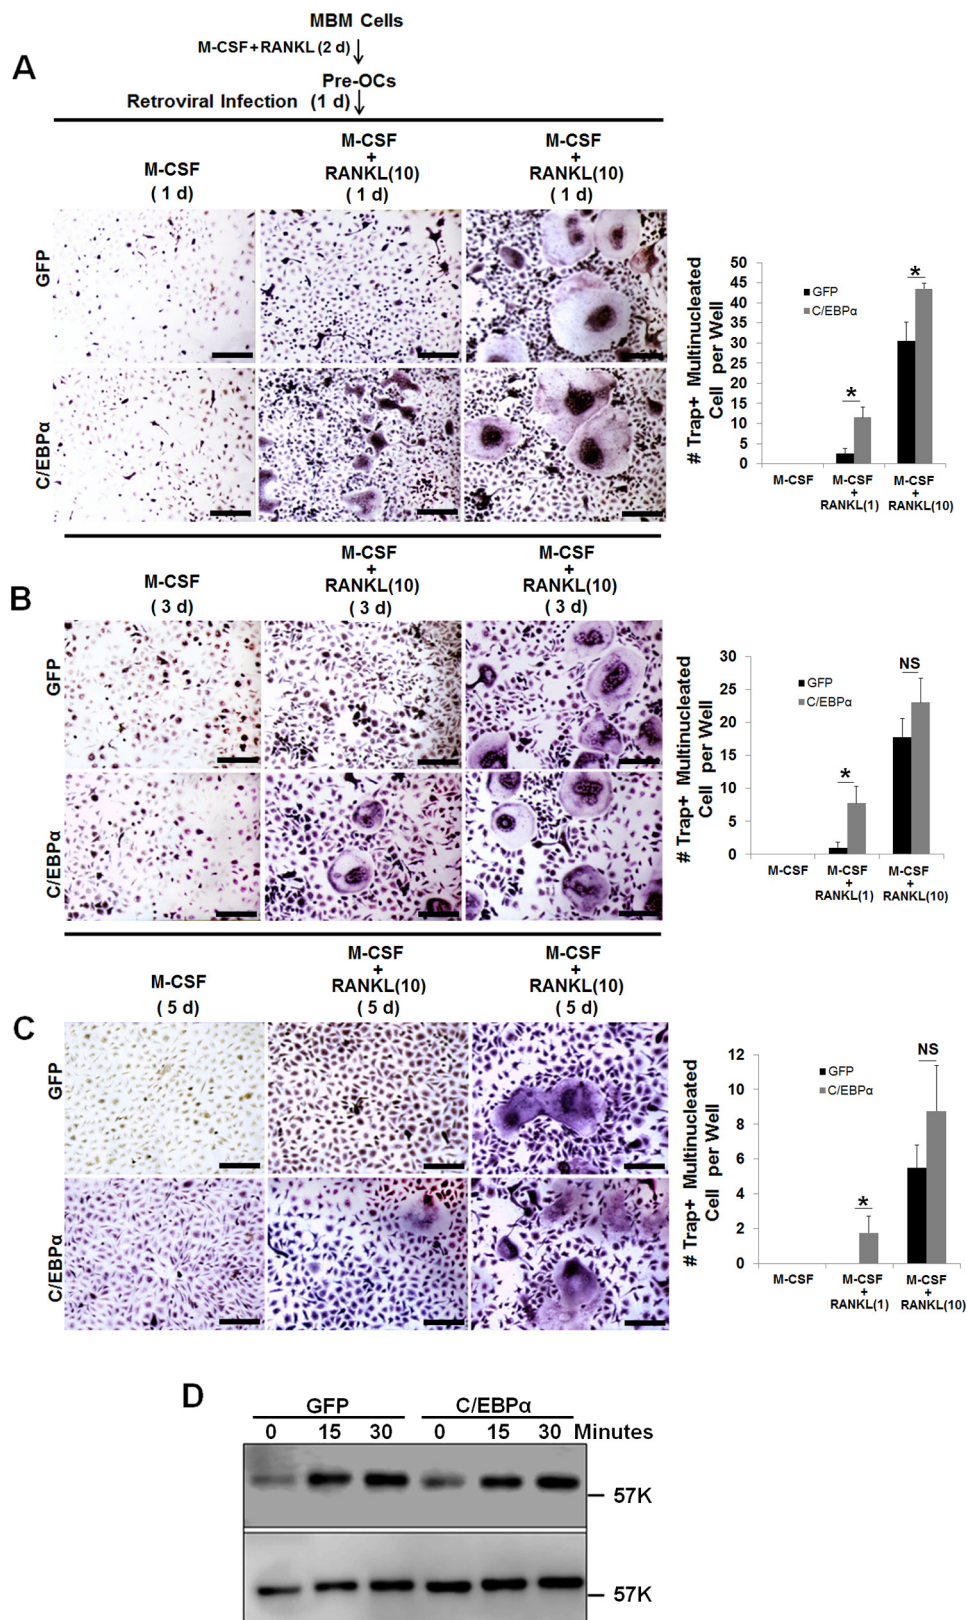 MBM Cells
M-CSF+RANKL (2 d)
A
Pre-OCs
Retroviral Infection (1 d)
M-CSF
( 1 d)
M-CSF
+
RANKL(10)
( 1 d)
M-CSF
+
RANKL(10)
( 1 d)
GFP
C/EBPα
# Trap+ Multinucleated
Cell per Well
50
45
40
35
30
25
20
15
10
5
0
GFP
C/EBPα
*
*
M-CSF
M-CSF
+
RANKL(1)
M-CSF
+
RANKL(10)
B
M-CSF
( 3 d)
M-CSF
+
RANKL(10)
( 3 d)
M-CSF
+
RANKL(10)
( 3 d)
GFP
C/EBPα
# Trap+ Multinucleated
Cell per Well
30
25
20
15
10
5
0
GFP
C/EBPα
*
NS
M-CSF
M-CSF
+
RANKL(1)
M-CSF
+
RANKL(10)
C
M-CSF
( 5 d)
M-CSF
+
RANKL(10)
( 5 d)
M-CSF
+
RANKL(10)
( 5 d)
GFP
C/EBPα
# Trap+ Multinucleated
Cell per Well
12
10
8
6
4
2
0
GFP
C/EBPα
*
NS
M-CSF
M-CSF
+
RANKL(1)
M-CSF
+
RANKL(10)
D
GFP
C/EBPα
0 15 30 0 15 30 Minutes
57K
57K